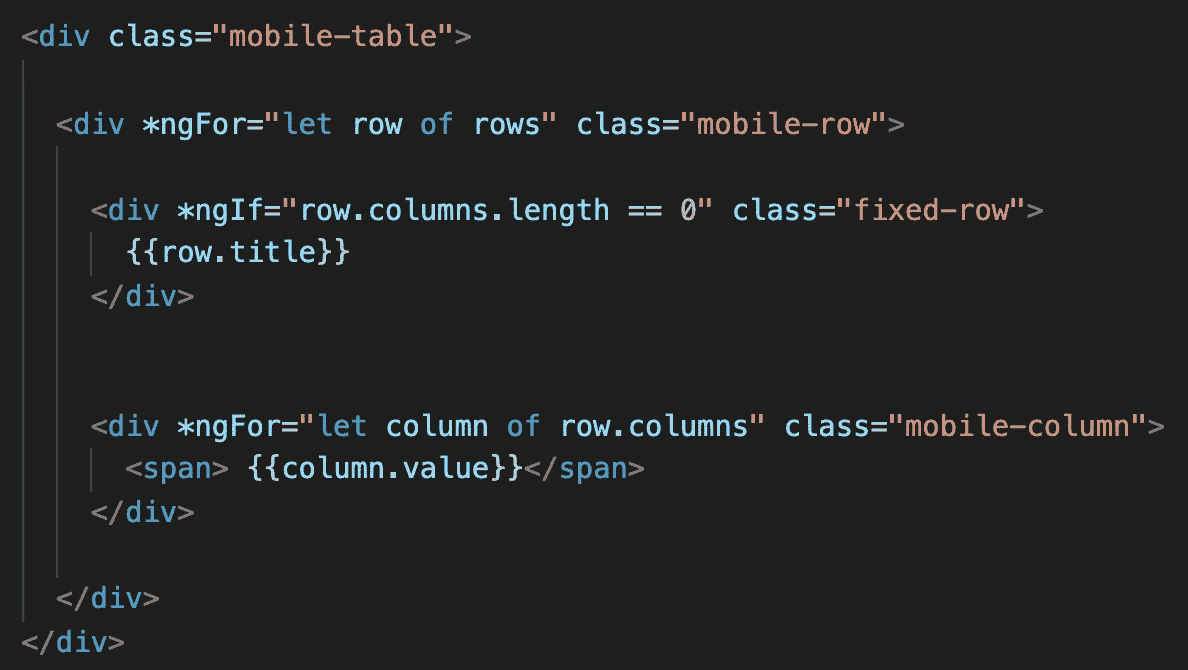 <div class="mobile-table">
<div *ngFor="let row of rows" class="mobile-row">
<div *ngIf="row.columns.length == 0" class="fixed-row">
{{row.title}}
</div>
<div *ngFor="let column of row.columns" class="mobile-column">
<span> {{column.value}}</span>
</div>
</div>
</div>